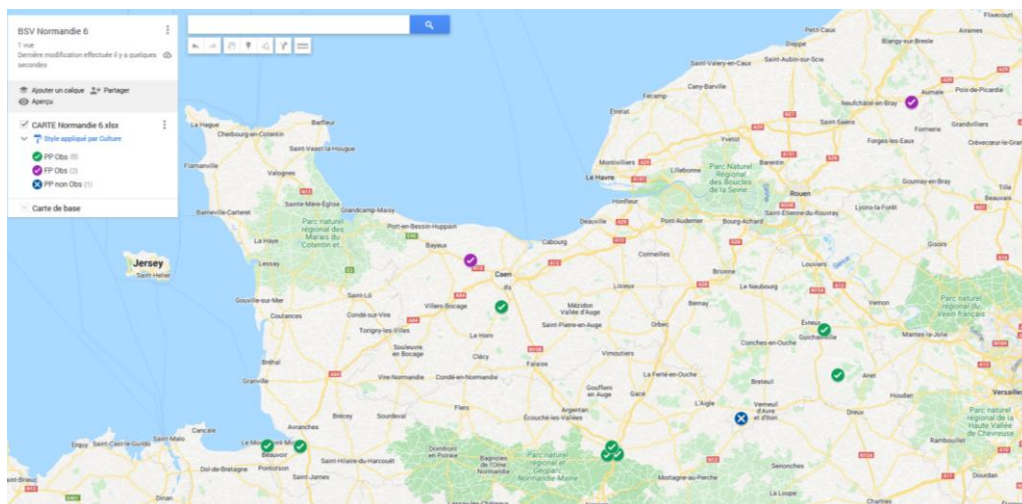 BSV Normandie 6
1 vue
Dernière modification effectuée il y a quelques
secondes
Ajouter un calque Partager
Aperçu
CARTE Normandie 6.xlsx
Style appliqué par Culture
PP Obs (8)
FP Obs (2)
PP non Obs (1)
Carte de base
Flixecourt
Petit-Caux
Airaines
Dieppe
Blangy-sur-Bresle
Saint-Valery-en-Caux
Saint-Aubin-sur-Scie
Cany-Barville
Fécamp
Aumale
Poix-de-Picardie
Neufchâtel-en-Bray
Étretat
Saint-Saëns
Grandvilliers
Formerie
Yvetot
Forges-les-Eaux
Crèvecœur-le-Gran
La Hague
Barfleur
Cherbourg-en-Cotentin
Saint-Vaast-la-Hougue
Flamanville
Valognes
Montivilliers
Lillebonne
Parc Naturel
Régional
des Boucles
de la Seine...
Barentin
Le Havre
Rouen
Gournay-en-Bray
Tillé
Beauvais
Honfleur
Sainte-Mère-Église
Grandcamp-Maisy
Barneville-Carteret
Parc naturel
régional des
Marais du
Cotentin et...
Port-en-Bessin-Huppain
Deauville
Pont-Audemer
Bourg-Achard
Saint-Étienne-du-Rouvray
Lyons-la-Forêt
La Haye
Bayeux
Cabourg
Cormeilles
Gisors
Jersey
Saint-Helier
Lessay
Caen
Ifs
Lisieux
Brionne
Louviers
Seine
Le Neubourg
Gouville-sur-Mer
Saint-Lô
Coutances
Condé-sur-Vire
Villers-Bocage
Mézidon
Vallée d'Auge
Bernay
Vernon
Parc naturel
régional du
Vexin français
Torigny-les-Villes
Saint-Pierre-en-Auge
Orbec
Évreux
Guichainville
Mantes-la-Jolie
Le Hom
Conches-en-Ouche
Souleuvre
en Bocage
Clécy
Vimoutiers
Bréhal
Falaise
Granville
Vire-Normandie
Condé-en-Normandie
La Ferté-en-Ouche
Breteuil
Anet
Houdan
Versailles
Gouffern
en Auge
Gacé
Brécey
Sourdeval
Flers
Argentan
Écouché-les-Vallées
L'Aigle
Verneuil
d'Avre
et d'Iton
Dreux
Parc naturel
régional de la
Haute Vallée
de Chevreuse
Cancale
Avranches
Erquy
Saint-Cast-le-Guildo
Saint-Malo
Beauvoir
Saint-Hilaire-du-Harcouët
Domfront
en Poiraie
Bagnoles
de l'Orne
Normandie
Parc naturel
régional et
Géoparc
Normandie-Maine
Rambouillet
Dol-de-Bretagne
Pontorson
Saint-James
Mortagne-au-Perche
Senonches
Dourdan
Dinan
La Loupe
Chartres